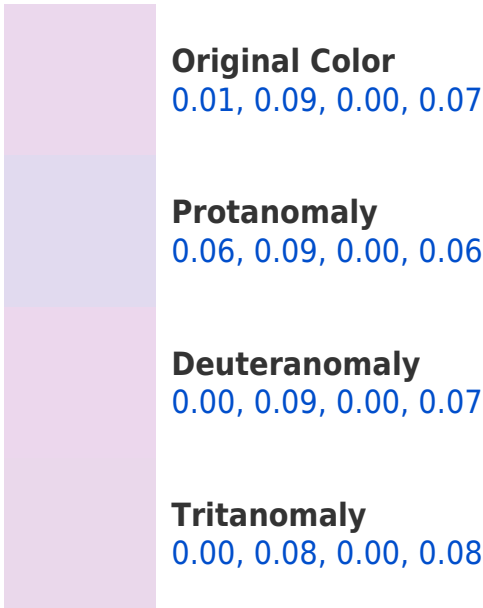 Original Color
0.01, 0.09, 0.00, 0.07
Protanomaly
0.06, 0.09, 0.00, 0.06
Deuteranomaly
0.00, 0.09, 0.00, 0.07
Tritanomaly
0.00, 0.08, 0.00, 0.08